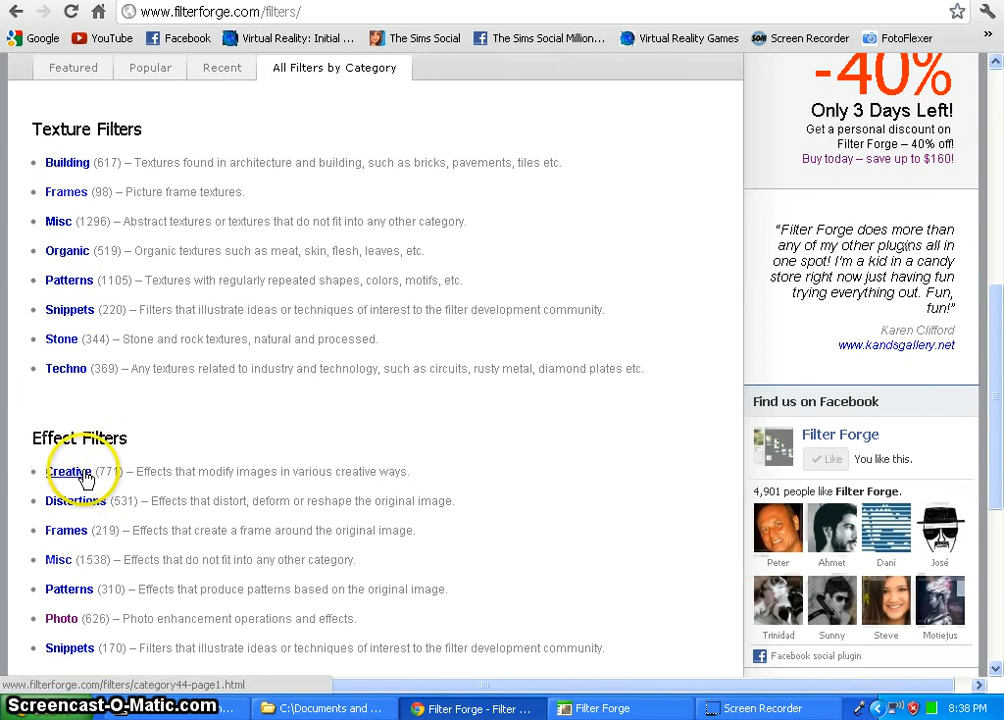 www.filterforge.com/filters/
Google YouTube Facebook Virtual Reality: Initial ... The Sims Social The Sims Social Million... Virtual Reality Games Screen Recorder FotoFlexer »
Featured Popular Recent All Filters by Category
Texture Filters
Building (617) – Textures found in architecture and building, such as bricks, pavements, tiles etc.
Frames (98) – Picture frame textures.
Misc (1296) – Abstract textures or textures that do not fit into any other category.
Organic (519) – Organic textures such as meat, skin, flesh, leaves, etc.
Patterns (1105) – Textures with regularly repeated shapes, colors, motifs, etc.
Snippets (220) – Filters that illustrate ideas or techniques of interest to the filter development community.
Stone (344) – Stone and rock textures, natural and processed.
Techno (369) – Any textures related to industry and technology, such as circuits, rusty metal, diamond plates etc.
Effect Filters
Creative (771) – Effects that modify images in various creative ways.
Distortions (531) – Effects that distort, deform or reshape the original image.
Frames (219) – Effects that create a frame around the original image.
Misc (1538) – Effects that do not fit into any other category.
Patterns (310) – Effects that produce patterns based on the original image.
Photo (626) – Photo enhancement operations and effects.
Snippets (170) – Filters that illustrate ideas or techniques of interest to the filter development community.
-40%
Only 3 Days Left!
Get a personal discount on
Filter Forge – 40% off!
Buy today – save up to $160!
“Filter Forge does more than
any of my other plugins all in
one spot! I'm a kid in a candy
store right now just having fun
trying everything out. Fun,
fun!”
Karen Clifford
www.kandsgallery.net
Find us on Facebook
Filter Forge
Like You like this.
4,901 people like Filter Forge.
Peter Ahmet Dani José
Trinidad Sunny Steve Motiejus
Facebook social plugin
www.filterforge.com/filters/category44-page1.html
Screencast-O-Matic.com
C:\Documents and ... Filter Forge - Filter ... Filter Forge Screen Recorder 8:38 PM